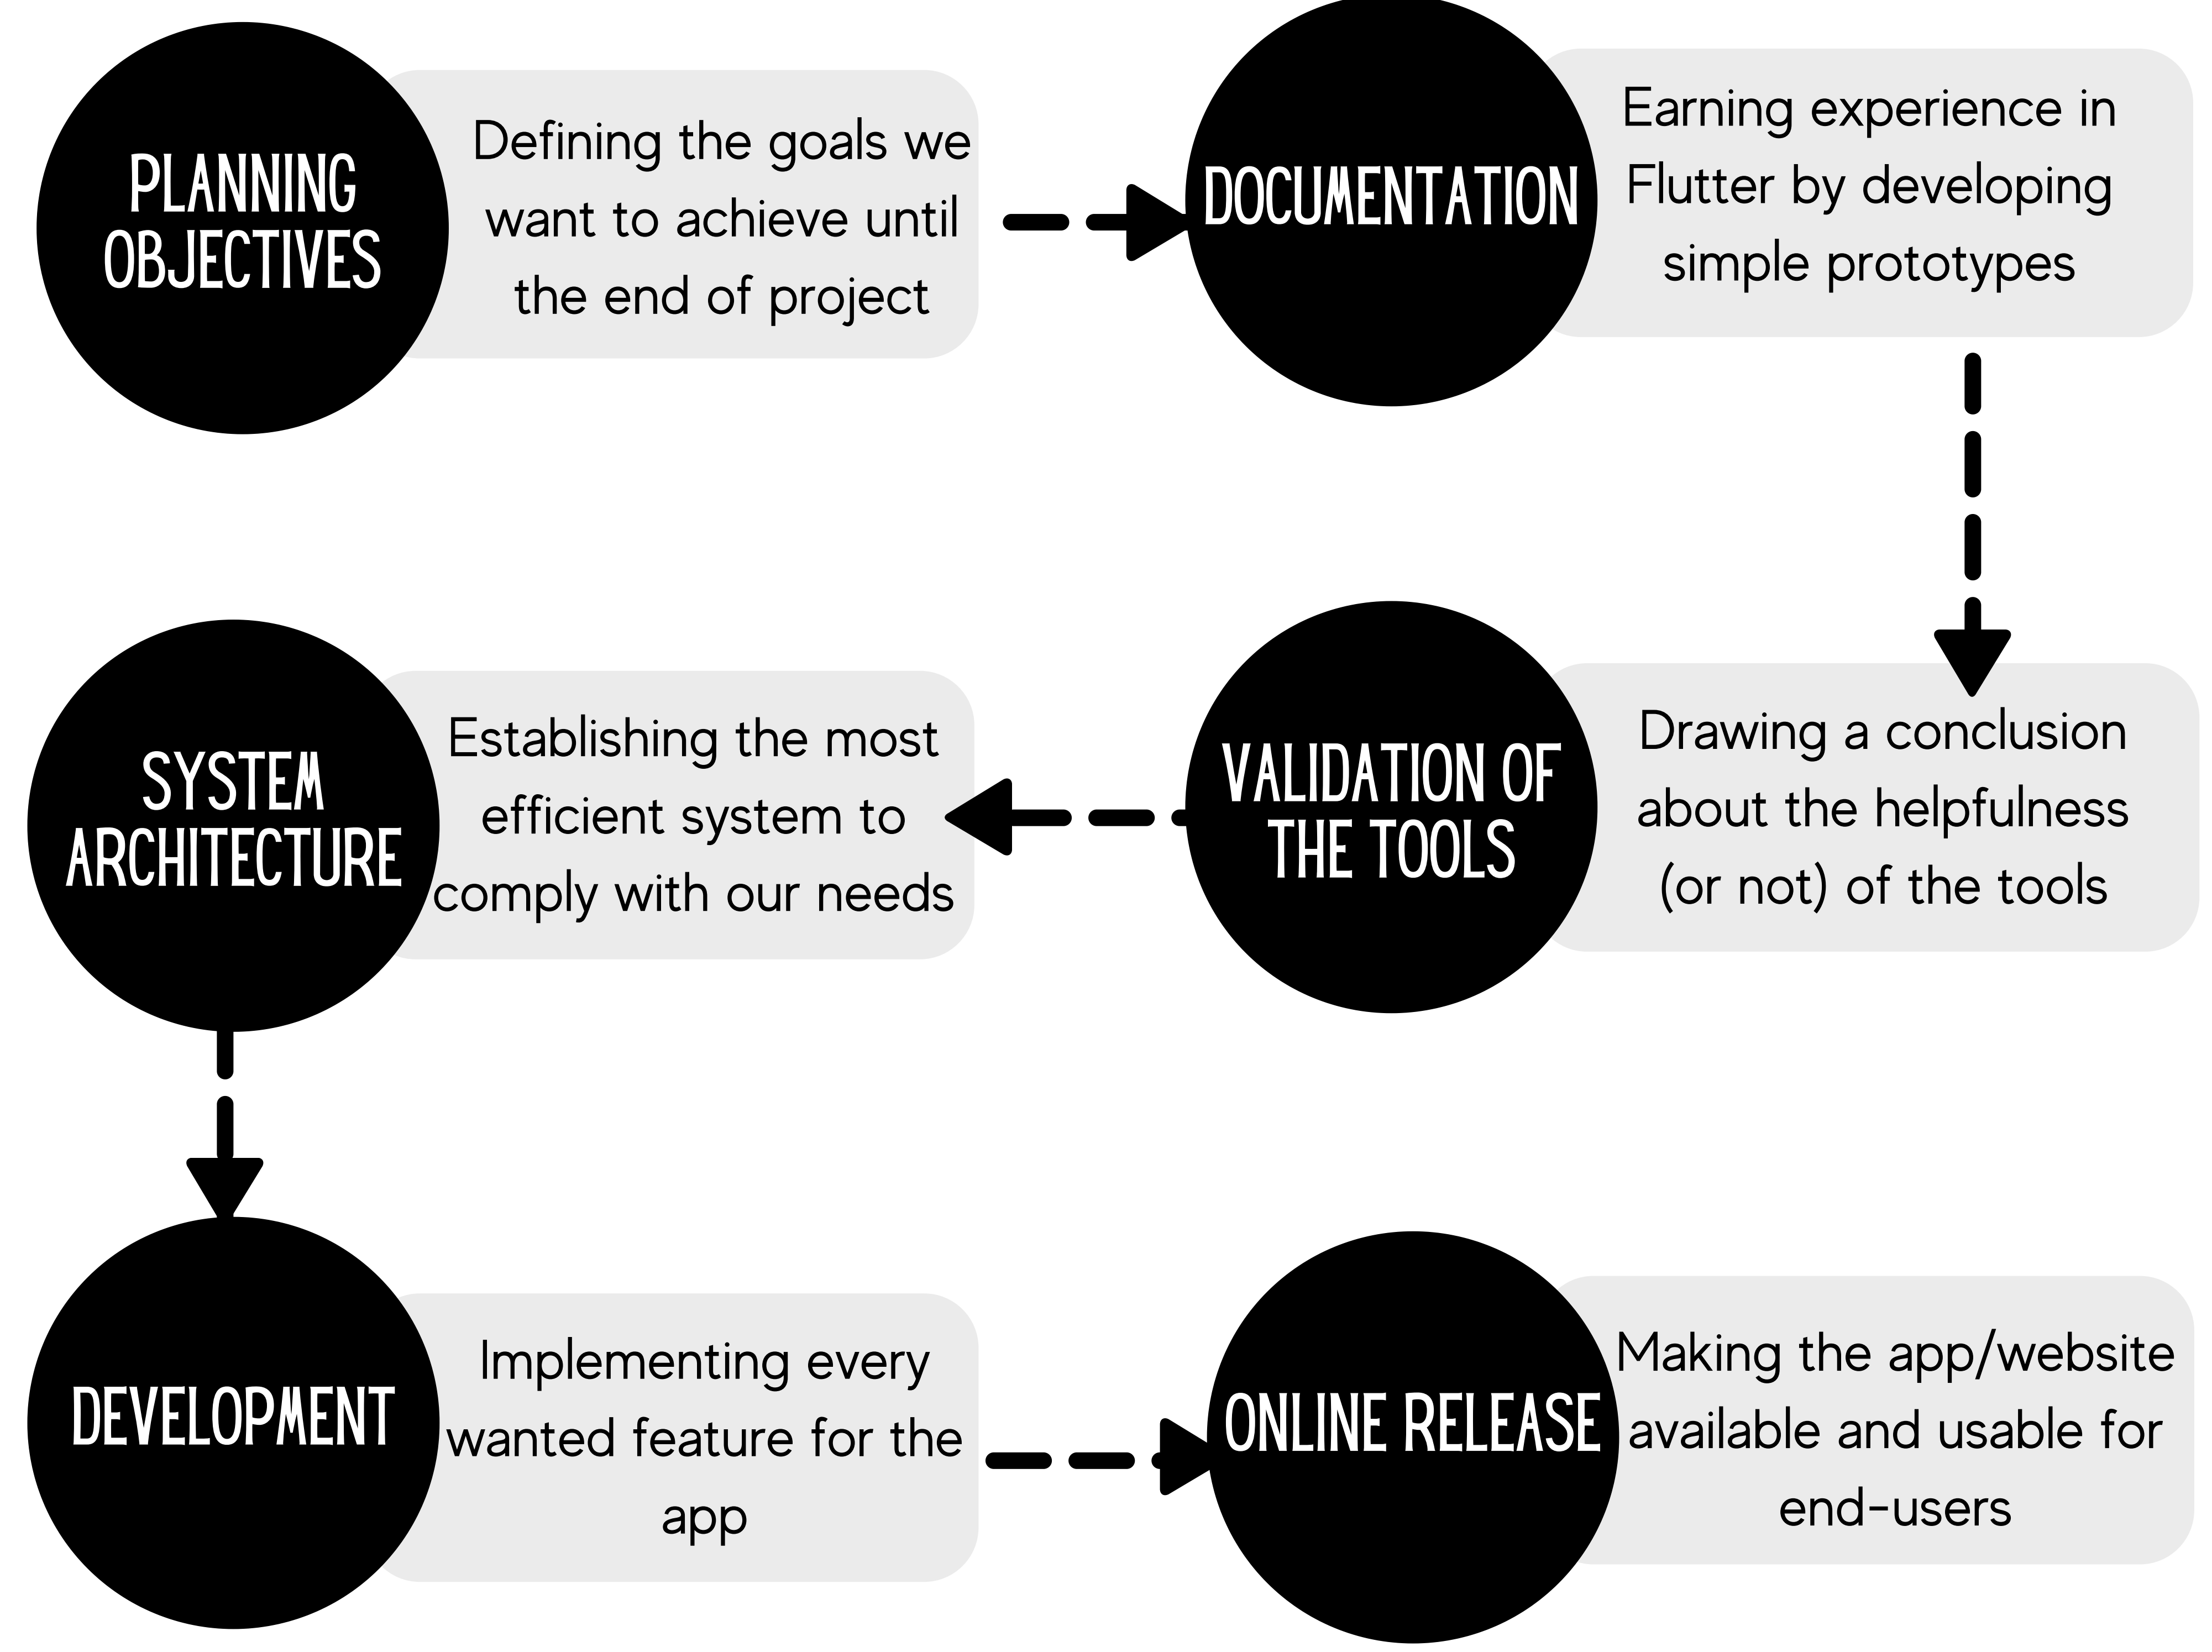 PLANNING
OBJECTIVES
Defining the goals we
want to achieve until
the end of project
DOCUMENTATION
Earning experience in
Flutter by developing
simple prototypes
VALIDATION OF
THE TOOLS
Drawing a conclusion
about the helpfulness
(or not) of the tools
SYSTEM
ARCHITECTURE
Establishing the most
efficient system to
comply with our needs
DEVELOPMENT
Implementing every
wanted feature for the
app
ONLINE RELEASE
Making the app/website
available and usable for
end-users